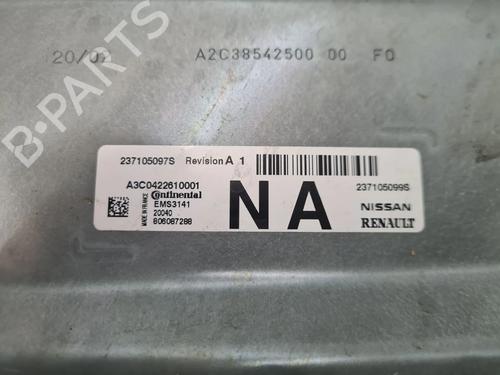 20/02 A2C38542500 00 F0
237105097S Revision A 1
A3C0422610001
237105099S
MADE IN FRANCE
Continental
EMS3141
20040
806087288
NA
NISSAN
RENAULT
B-PARTS